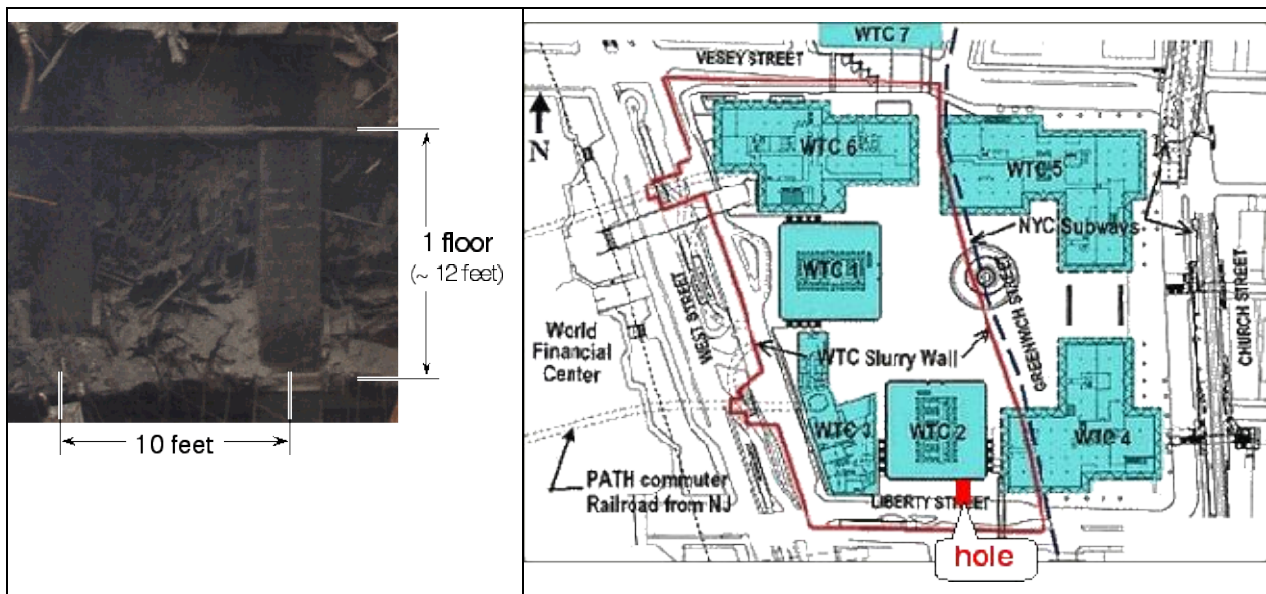 1 floor
(~ 12 feet)
10 feet
WTC 7
VESEY STREET
N
WTC 6
WTC 5
NYC Subways
WTC 1
WEST STREET
GREENWICH STREET
CHURCH STREET
World
Financial
Center
WTC Slurry Wall
WTC 3
WTC 2
WTC 4
PATH commuter
Railroad from NJ
LIBERTY STREET
hole